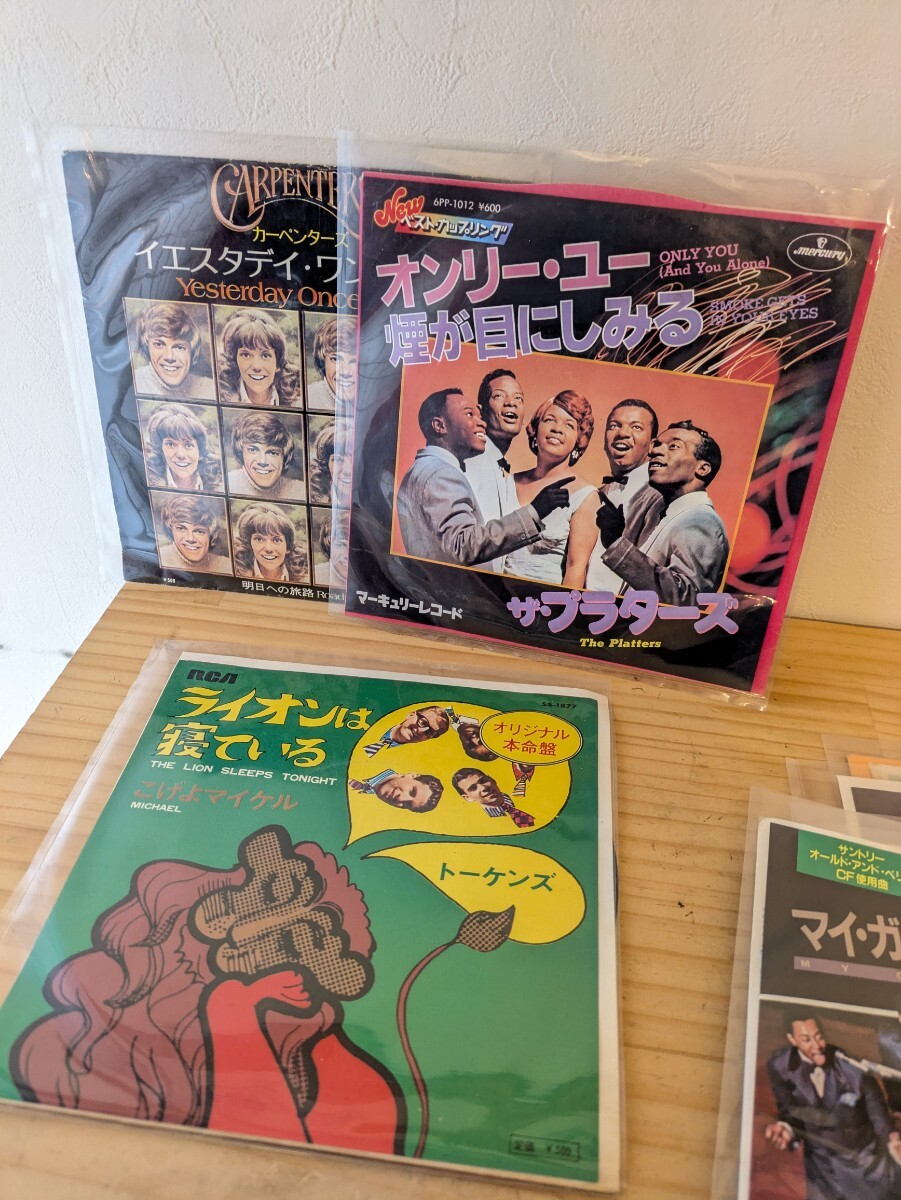 CARPENTERS
カーペンターズ
イエスタデイ・ワン
Yesterday Once
¥500
明日への旅路 Road
New
ベスト・カップリング
6PP-1012 ¥600
オンリー・ユー
ONLY YOU
(And You Alone)
煙が目にしみる
SMOKE GETS
IN YOUR EYES
mercury
マーキュリーレコード
ザ・プラターズ
The Platters
RCA
SS-1877
ライオンは
寝ている
THE LION SLEEPS TONIGHT
こげよマイケル
MICHAEL
オリジナル
本命盤
トーケンズ
定価 ¥500
サントリー
オールド・アンド・ペリ
CF使用曲
マイ・ガ
MY